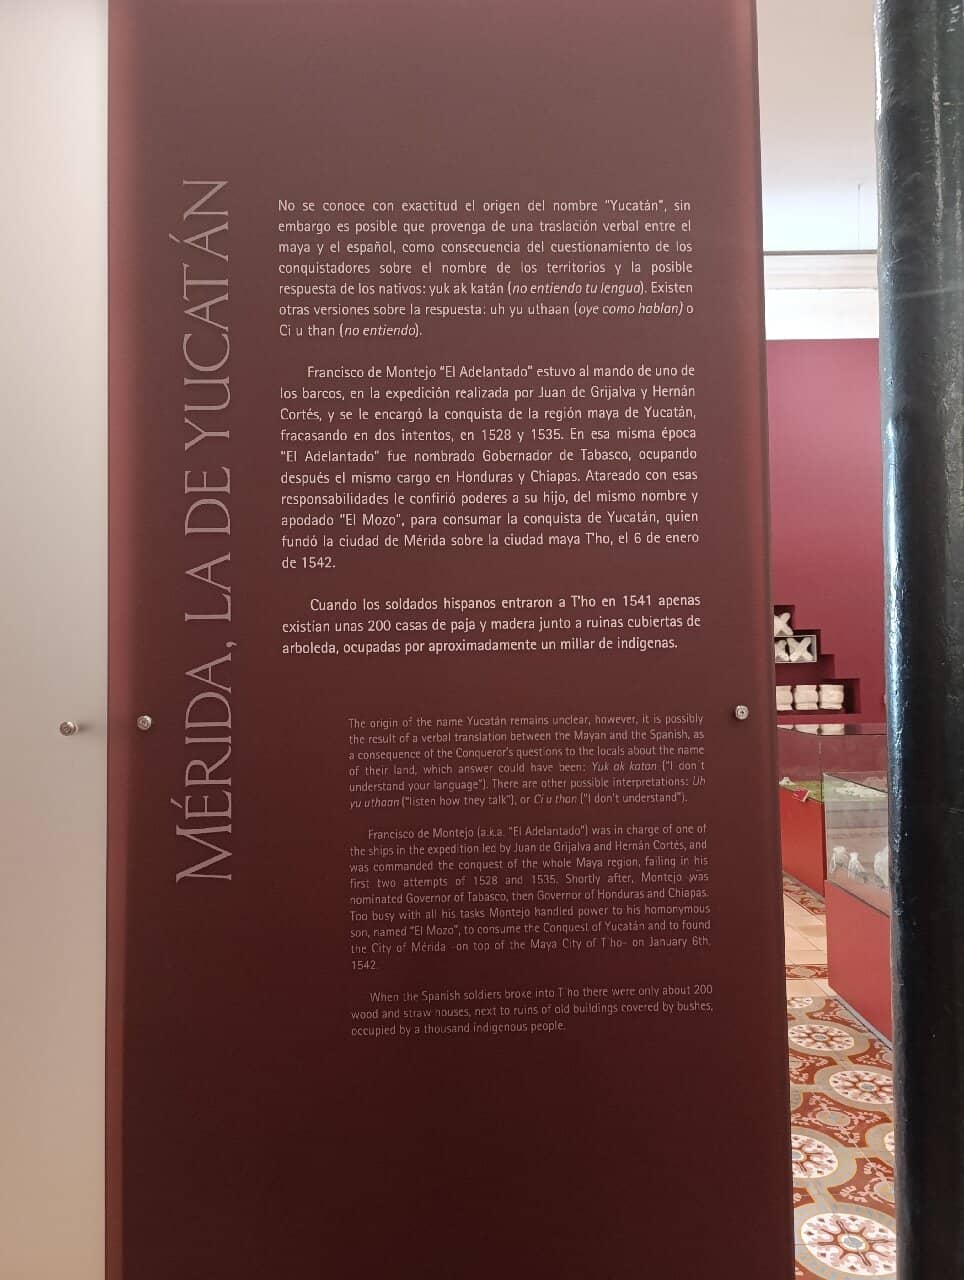 MÉRIDA, LA DE YUCATÁN
No se conoce con exactitud el origen del nombre "Yucatán", sin
embargo es posible que provenga de una traslación verbal entre el
maya y el español, como consecuencia del cuestionamiento de los
conquistadores sobre el nombre de los territorios y la posible
respuesta de los nativos: yuk ak katán (no entiendo tu lengua). Existen
otras versiones sobre la respuesta: uh yu uthaan (oye como hablan) o
Ci u than (no entiendo).
Francisco de Montejo "El Adelantado" estuvo al mando de uno de
los barcos, en la expedición realizada por Juan de Grijalva y Hernán
Cortés, y se le encargó la conquista de la región maya de Yucatán,
fracasando en dos intentos, en 1528 y 1535. En esa misma época
"El Adelantado" fue nombrado Gobernador de Tabasco, ocupando
después el mismo cargo en Honduras y Chiapas. Atareado con esas
responsabilidades le confirió poderes a su hijo, del mismo nombre y
apodado "El Mozo", para consumar la conquista de Yucatán, quien
fundó la ciudad de Mérida sobre la ciudad maya T'ho, el 6 de enero
de 1542.
Cuando los soldados hispanos entraron a T'ho en 1541 apenas
existían unas 200 casas de paja y madera junto a ruinas cubiertas de
arboleda, ocupadas por aproximadamente un millar de indígenas.
The origin of the name Yucatán remains unclear, however, it is possibly
the result of a verbal translation between the Mayan and the Spanish, as
a consequence of the Conqueror's questions to the locals about the name
of their land, which answer could have been: Yuk ak katan ("I don't
understand your language"). There are other possible interpretations: Uh
yu uthaan ("listen how they talk"), or Ci u than ("I don't understand").
Francisco de Montejo (a.k.a. "El Adelantado") was in charge of one of
the ships in the expedition led by Juan de Grijalva and Hernán Cortés, and
was commanded the conquest of the whole Maya region, failing in his
first two attempts of 1528 and 1535. Shortly after, Montejo was
nominated Governor of Tabasco, then Governor of Honduras and Chiapas.
Too busy with all his tasks Montejo handled power to his homonymous
son, named "El Mozo", to consume the Conquest of Yucatán and to found
the City of Mérida -on top of the Maya City of T'ho- on January 6th,
1542.
When the Spanish soldiers broke into T'ho there were only about 200
wood and straw houses, next to ruins of old buildings covered by bushes,
occupied by a thousand indigenous people.